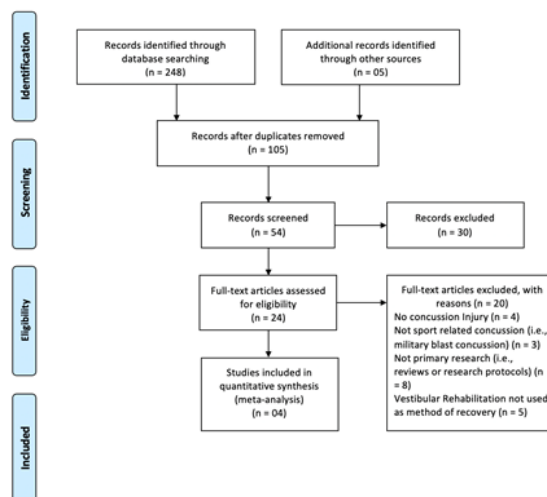 Identification
Records identified through
database searching
(n = 248)
Additional records identified
through other sources
(n = 05)
Records after duplicates removed
(n = 105)
Screening
Records screened
(n = 54)
Records excluded
(n = 30)
Eligibility
Full-text articles assessed
for eligibility
(n = 24)
Full-text articles excluded, with
reasons (n = 20)
No concussion Injury (n = 4)
Not sport related concussion (i.e.,
military blast concussion) (n = 3)
Not primary research (i.e.,
reviews or research protocols) (n
= 8)
Vestibular Rehabilitation not used
as method of recovery (n = 5)
Studies included in
quantitative synthesis
(meta-analysis)
(n = 04)
Included